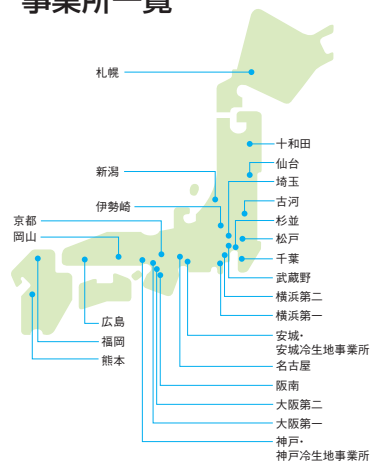 事業所一覧
札幌
十和田
仙台
新潟
埼玉
古河
伊勢崎
杉並
京都
松戸
岡山
千葉
武蔵野
横浜第二
横浜第一
広島
安城・
安城冷生地事業所
福岡
熊本
名古屋
阪南
大阪第二
大阪第一
神戸・
神戸冷生地事業所